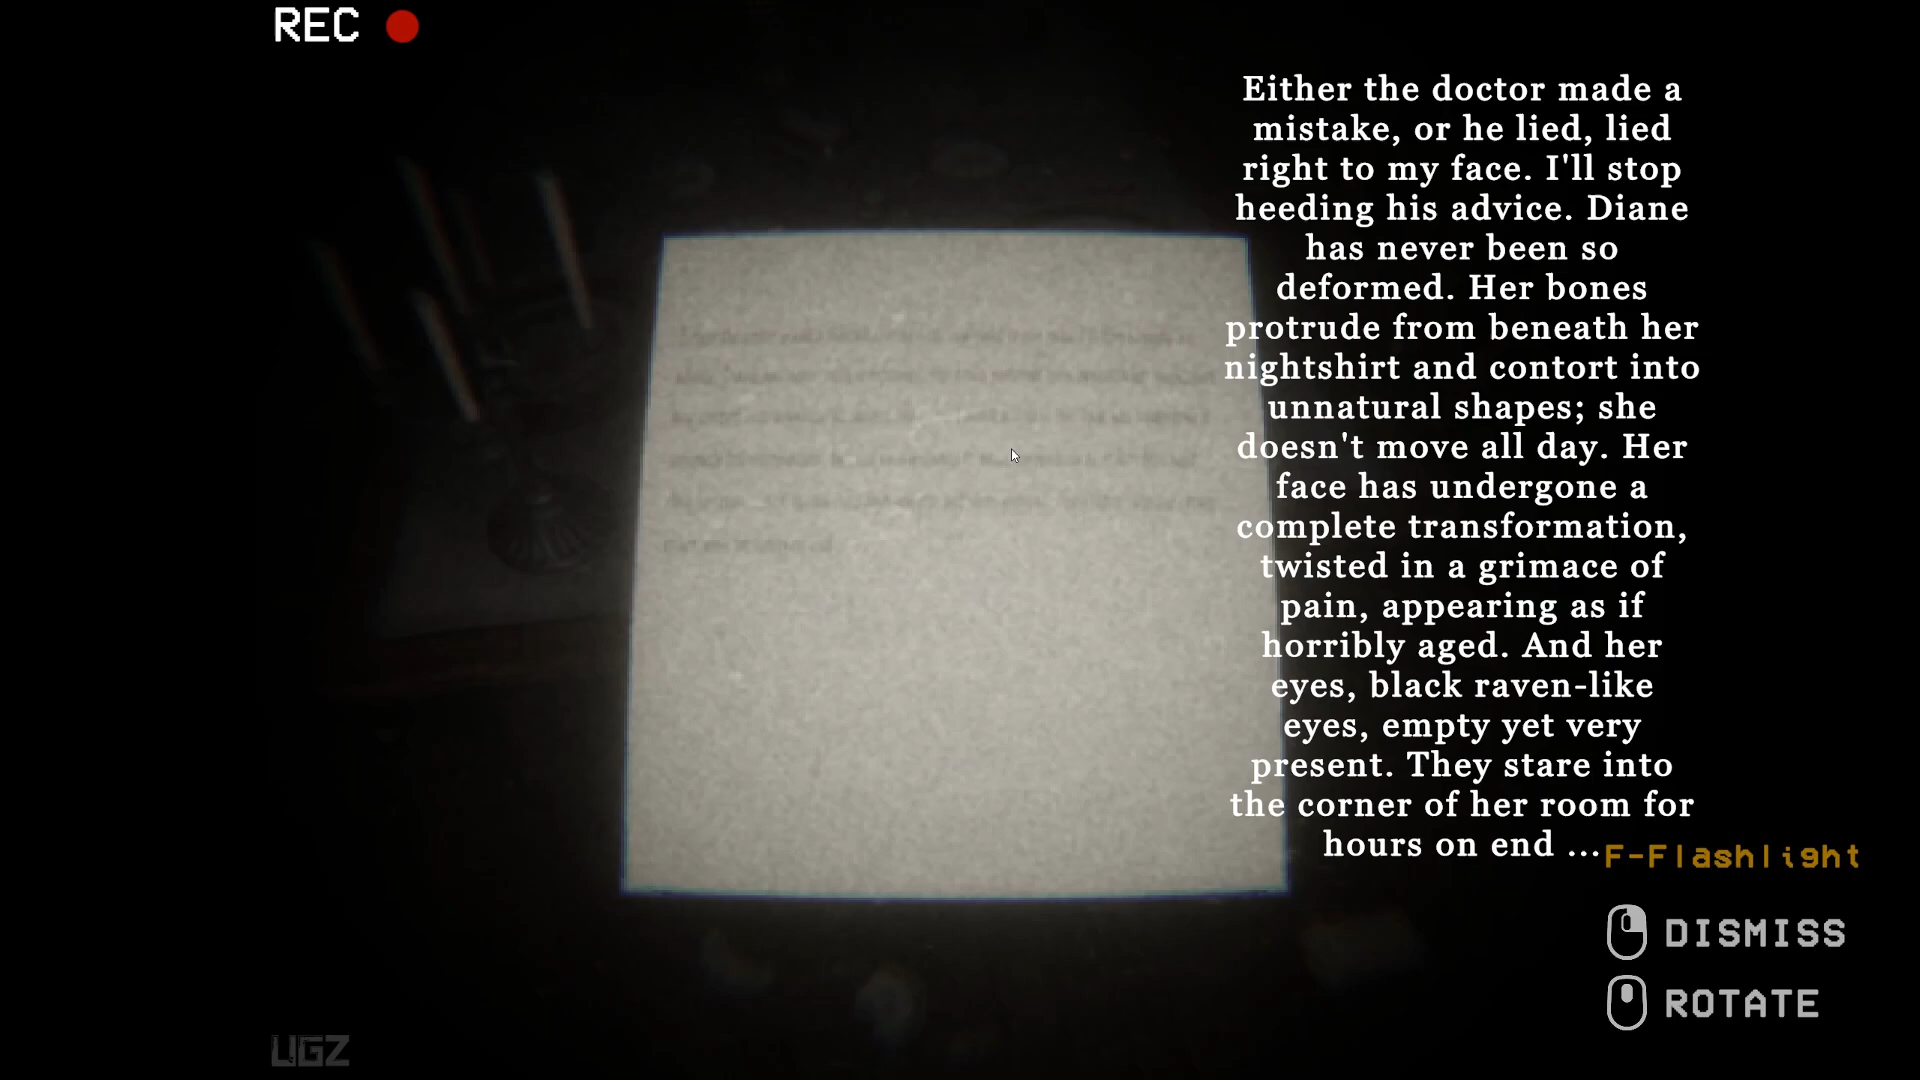 REC
Either the doctor made a
mistake, or he lied, lied
right to my face. I'll stop
heeding his advice. Diane
has never been so
deformed. Her bones
protrude from beneath her
nightshirt and contort into
unnatural shapes; she
doesn't move all day. Her
face has undergone a
complete transformation,
twisted in a grimace of
pain, appearing as if
horribly aged. And her
eyes, black raven-like
eyes, empty yet very
present. They stare into
the corner of her room for
hours on end ...
F-Flashlight
DISMISS
ROTATE
UGZ